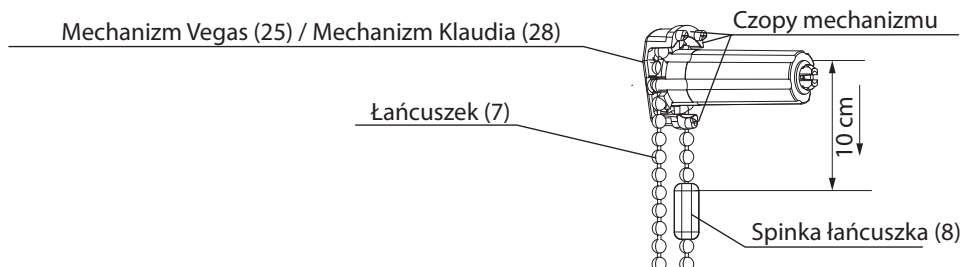 Czopy mechanizmu
Mechanizm Vegas (25) / Mechanizm Klaudia (28)
Łańcuszek (7)
10 cm
Spinka łańcuszka (8)